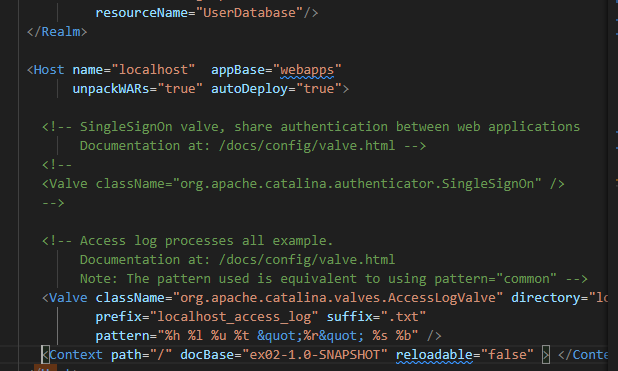 resourceName="UserDatabase"/>
</Realm>
<Host name="localhost"  appBase="webapps"
unpackWARs="true" autoDeploy="true">
<!-- SingleSignOn valve, share authentication between web applications
Documentation at: /docs/config/valve.html -->
<!--
<Valve className="org.apache.catalina.authenticator.SingleSignOn" />
-->
<!-- Access log processes all example.
Documentation at: /docs/config/valve.html
Note: The pattern used is equivalent to using pattern="common" -->
<Valve className="org.apache.catalina.valves.AccessLogValve" directory="lo
prefix="localhost_access_log" suffix=".txt"
pattern="%h %l %u %t &quot;%r&quot; %s %b" />
<Context path="/" docBase="ex02-1.0-SNAPSHOT" reloadable="false" > </Conte